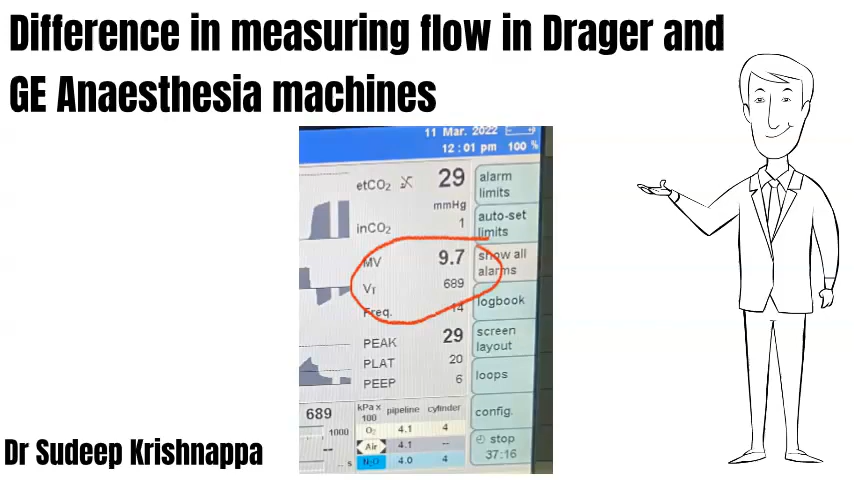 Difference in measuring flow in Drager and
GE Anaesthesia machines
11 Mar. 2022
12:01 pm 100 %
etCO₂ 29
mmHg
inCO₂ 1
MV 9.7
VT 689
Freq. 14
PEAK 29
PLAT 20
PEEP 6
alarm
limits
auto-set
limits
show all
alarms
logbook
screen
layout
loops
config.
stop
37:16
689
1000
--
.. s
kPa x
100 pipeline cylinder
O₂ 4.1 4
Air 4.1 --
N₂O 4.0 4
Dr Sudeep Krishnappa